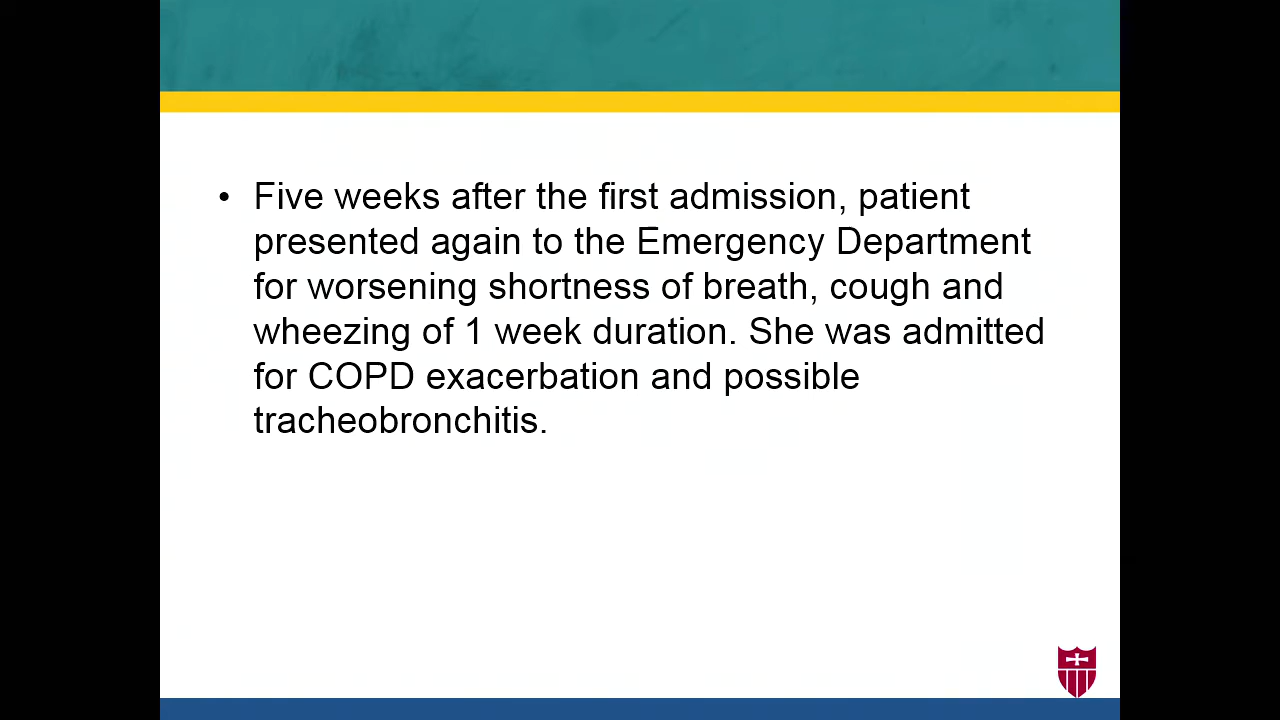 • Five weeks after the first admission, patient
presented again to the Emergency Department
for worsening shortness of breath, cough and
wheezing of 1 week duration. She was admitted
for COPD exacerbation and possible
tracheobronchitis.